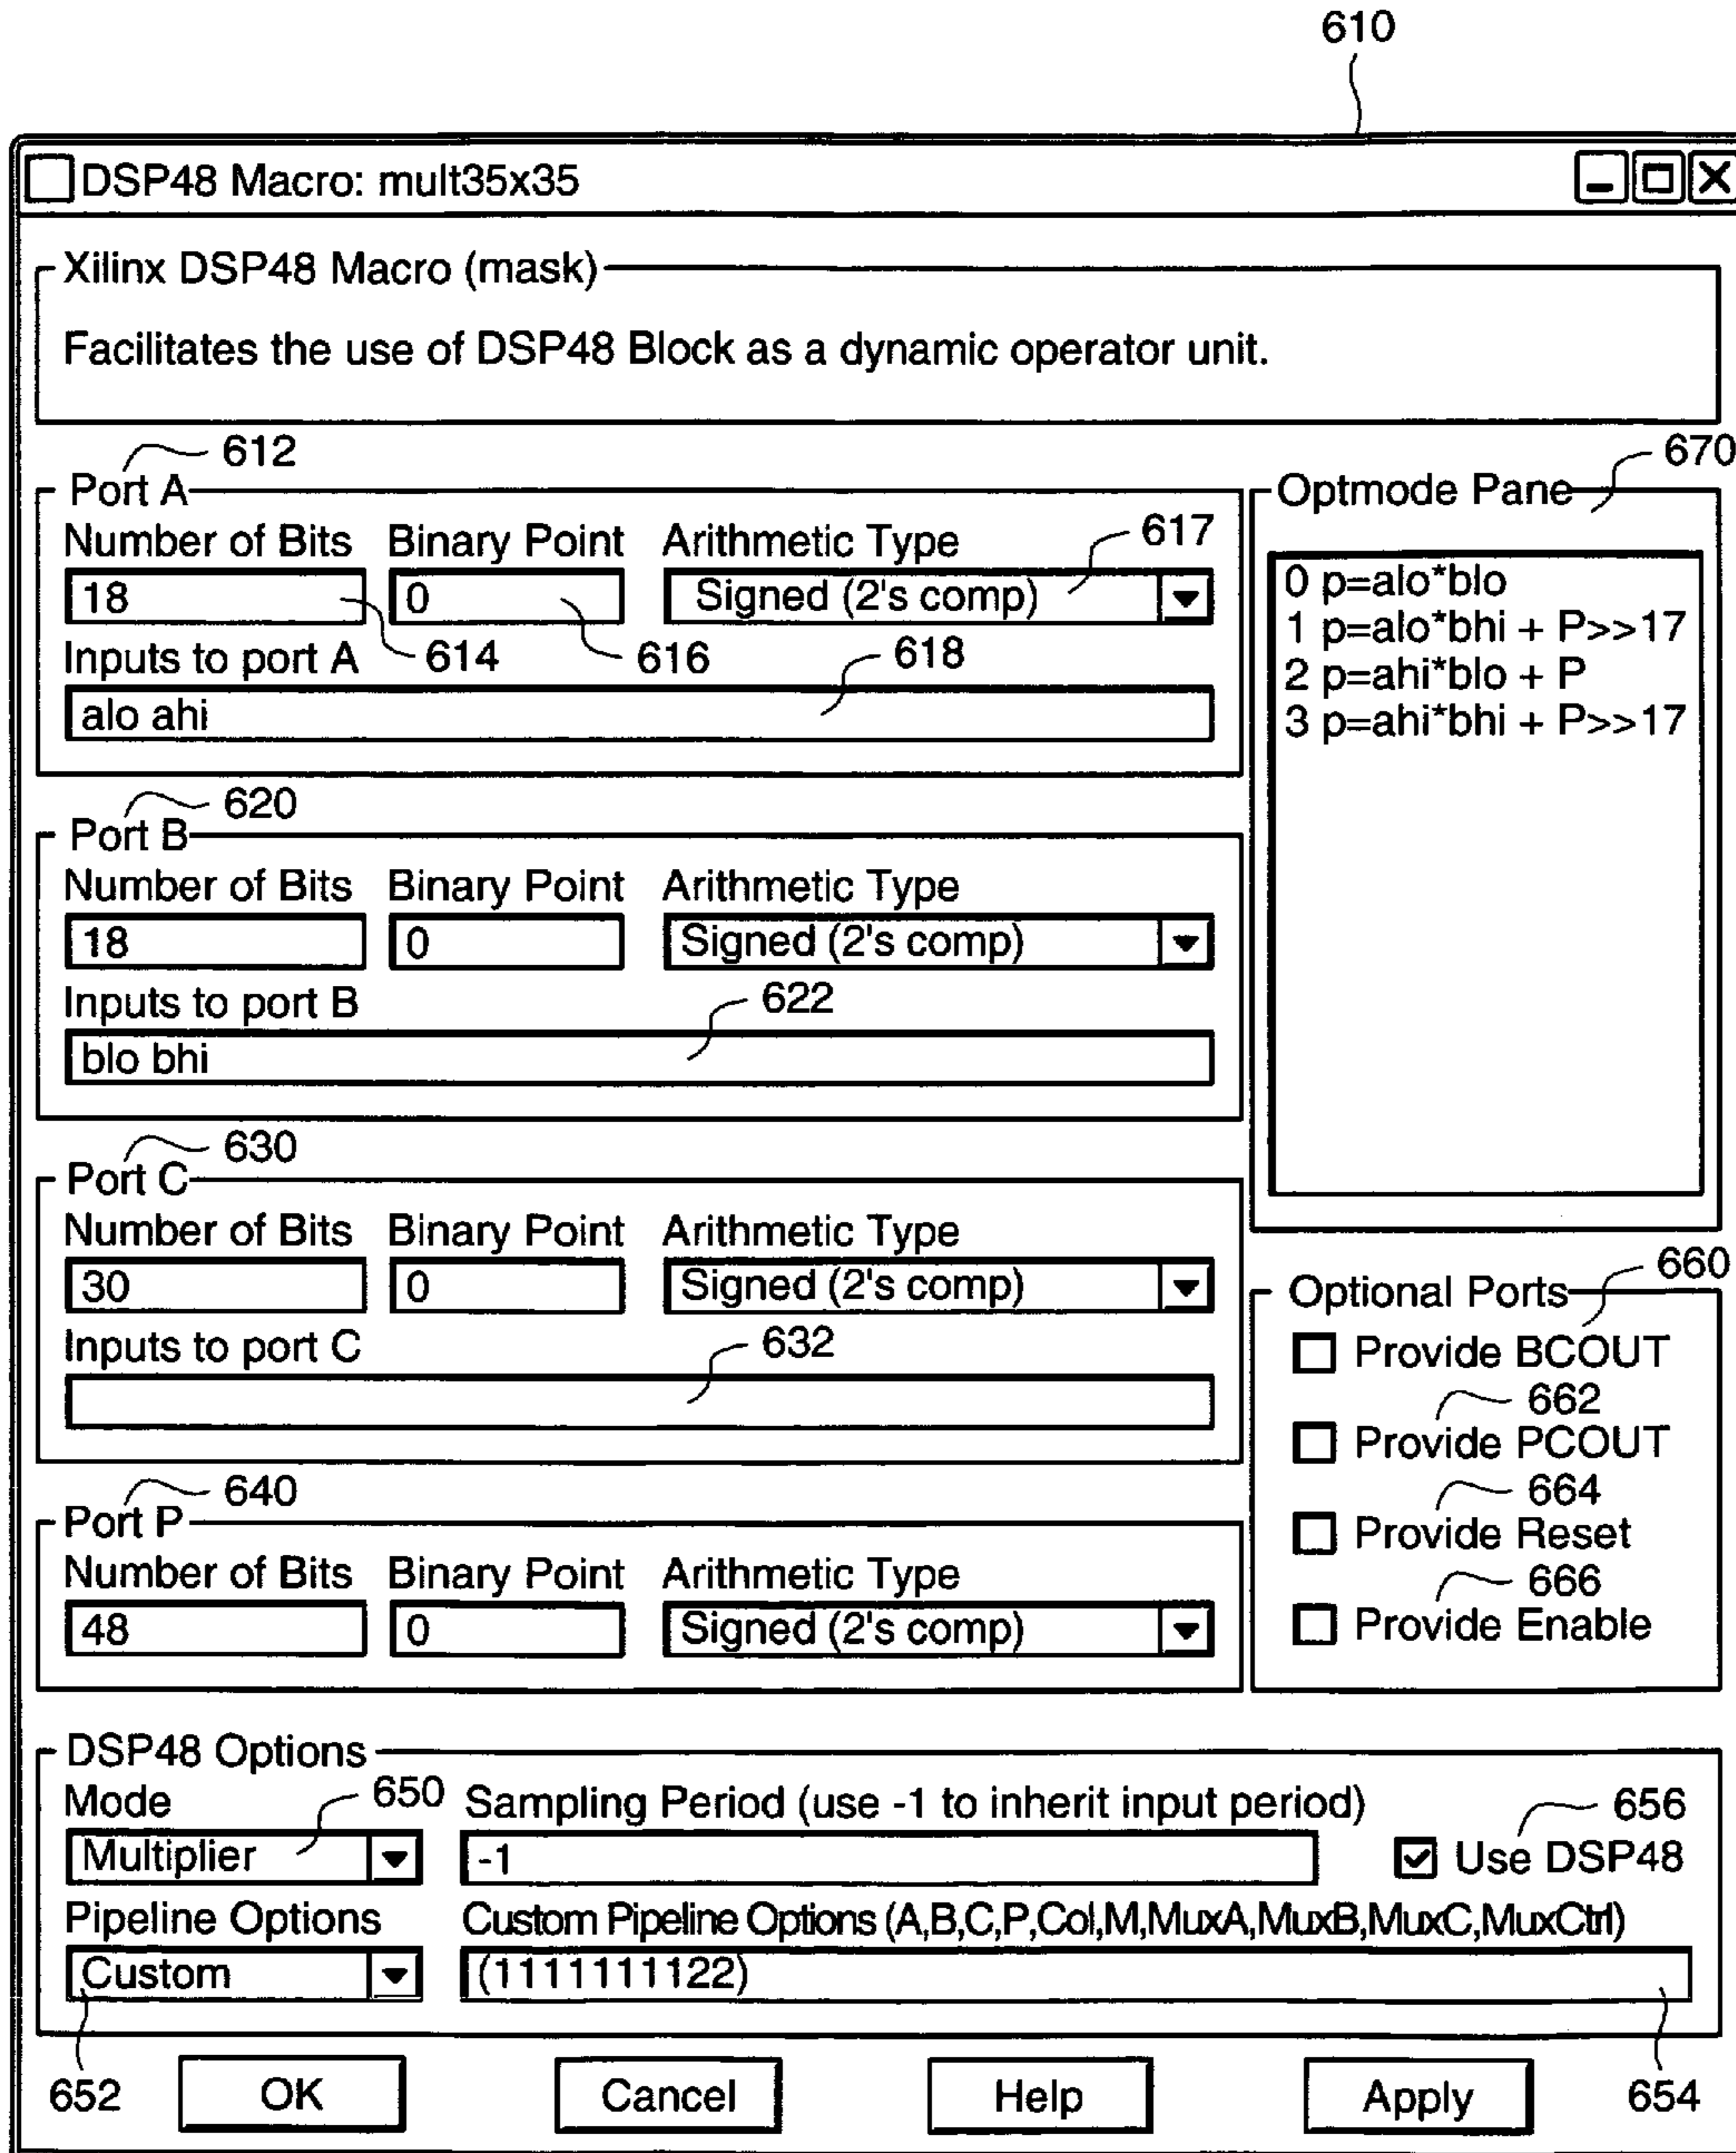 610
DSP48 Macro: mult35x35
Xilinx DSP48 Macro (mask)
Facilitates the use of DSP48 Block as a dynamic operator unit.
612
Port A
Number of Bits Binary Point Arithmetic Type
617
18 0 Signed (2's comp)
Inputs to port A 614 616 618
alo ahi
620
Port B
Number of Bits Binary Point Arithmetic Type
18 0 Signed (2's comp)
Inputs to port B 622
blo bhi
630
Port C
Number of Bits Binary Point Arithmetic Type
30 0 Signed (2's comp)
Inputs to port C 632
640
Port P
Number of Bits Binary Point Arithmetic Type
48 0 Signed (2's comp)
670
Optmode Pane
0 p=alo*blo
1 p=alo*bhi + P>>17
2 p=ahi*blo + P
3 p=ahi*bhi + P>>17
660
Optional Ports
Provide BCOUT
662
Provide PCOUT
664
Provide Reset
666
Provide Enable
DSP48 Options
Mode 650 Sampling Period (use -1 to inherit input period) 656
Multiplier -1 Use DSP48
Pipeline Options Custom Pipeline Options (A,B,C,P,Col,M,MuxA,MuxB,MuxC,MuxCtrl)
Custom (1111111122)
652 OK Cancel Help Apply 654